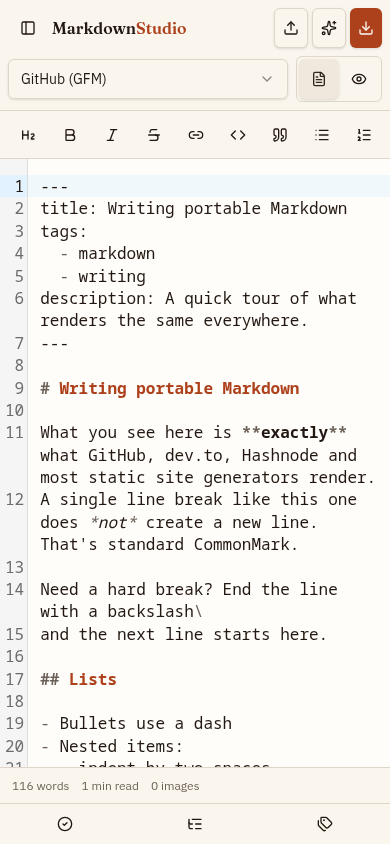 MarkdownStudio
GitHub (GFM)
H2 B I S
1 ---
2 title: Writing portable Markdown
3 tags:
4   - markdown
5   - writing
6 description: A quick tour of what
renders the same everywhere.
7 ---
8
9 # Writing portable Markdown
10
11 What you see here is **exactly**
what GitHub, dev.to, Hashnode and
most static site generators render.
12 A single line break like this one
does *not* create a new line.
That's standard CommonMark.
13
14 Need a hard break? End the line
with a backslash\
15 and the next line starts here.
16
17 ## Lists
18
19 - Bullets use a dash
20 - Nested items:
21   - indent by two spaces
116 words 1 min read 0 images